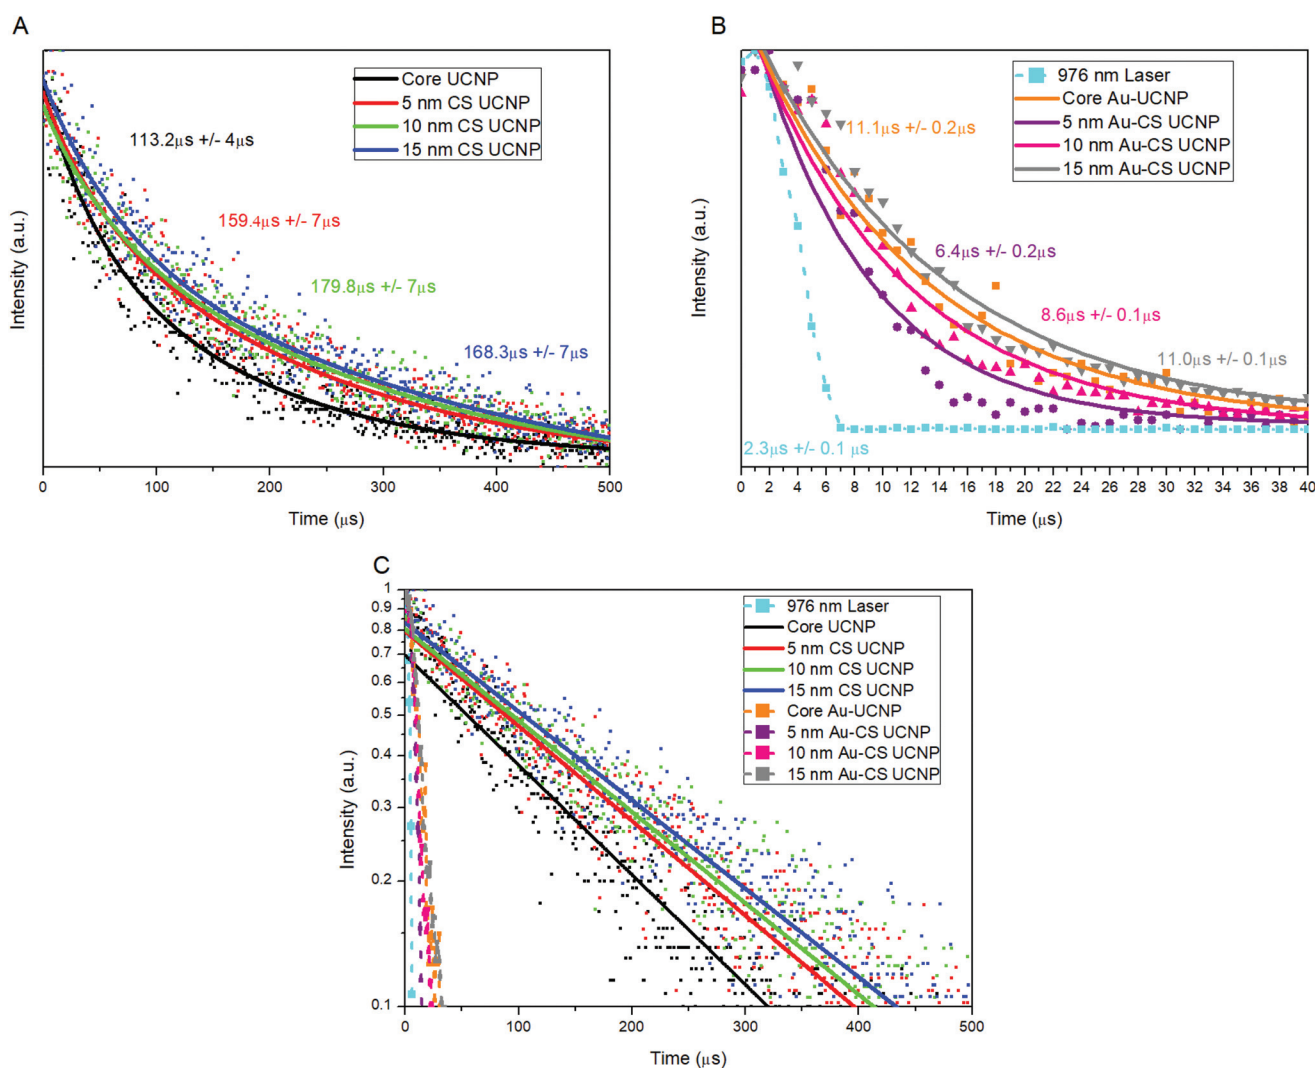 A
Intensity (a.u.)
Core UCNP
5 nm CS UCNP
10 nm CS UCNP
15 nm CS UCNP
113.2µs +/- 4µs
159.4µs +/- 7µs
179.8µs +/- 7µs
168.3µs +/- 7µs
0 100 200 300 400 500
Time (µs)
B
Intensity (a.u.)
976 nm Laser
Core Au-UCNP
5 nm Au-CS UCNP
10 nm Au-CS UCNP
15 nm Au-CS UCNP
11.1µs +/- 0.2µs
6.4µs +/- 0.2µs
8.6µs +/- 0.1µs
11.0µs +/- 0.1µs
2.3µs +/- 0.1 µs
0 2 4 6 8 10 12 14 16 18 20 22 24 26 28 30 32 34 36 38 40
Time (µs)
C
Intensity (a.u.)
1
0.9
0.8
0.7
0.6
0.5
0.4
0.3
0.2
0.1
976 nm Laser
Core UCNP
5 nm CS UCNP
10 nm CS UCNP
15 nm CS UCNP
Core Au-UCNP
5 nm Au-CS UCNP
10 nm Au-CS UCNP
15 nm Au-CS UCNP
0 100 200 300 400 500
Time (µs)